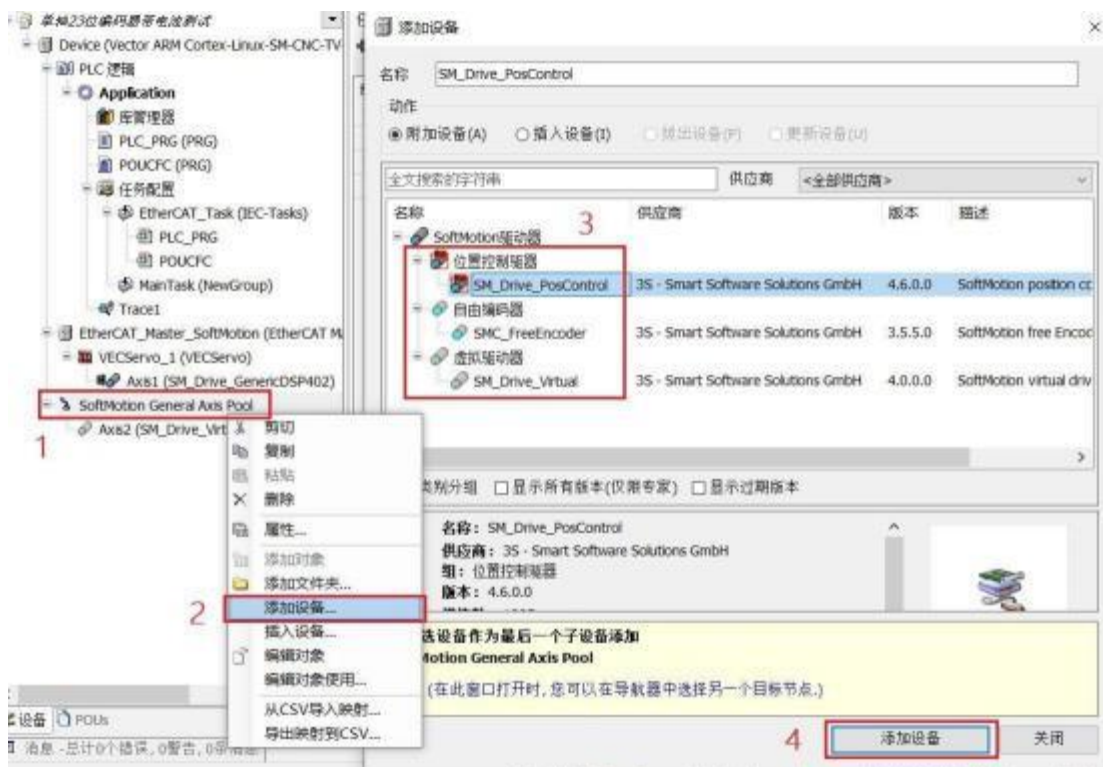 单轴23位编码器带电池测试
Device (Vector ARM Cortex-Linux-SM-CNC-TV
PLC 逻辑
Application
库管理器
PLC_PRG (PRG)
POUCFC (PRG)
任务配置
EtherCAT_Task (IEC-Tasks)
PLC_PRG
POUCFC
MainTask (NewGroup)
Trace1
EtherCAT_Master_SoftMotion (EtherCAT M
VECServo_1 (VECServo)
Axis1 (SM_Drive_GenericDSP402)
SoftMotion General Axis Pool
Axis2 (SM_Drive_Virt
1
剪切
复制
粘贴
删除
属性...
添加对象
添加文件夹...
2
添加设备...
插入设备...
编辑对象
编辑对象使用...
从CSV导入映射...
导出映射到CSV...
设备 POUs
消息 -总计0个错误, 0警告, 0条消息
添加设备
名称 SM_Drive_PosControl
动作
附加设备(A) 插入设备(I) 拔出设备(P) 更新设备(U)
全文搜索的字符串 供应商 <全部供应商>
名称 供应商 版本 描述
3
SoftMotion驱动器
位置控制驱器
SM_Drive_PosControl 3S - Smart Software Solutions GmbH 4.6.0.0 SoftMotion position cc
自由编码器
SMC_FreeEncoder 3S - Smart Software Solutions GmbH 3.5.5.0 SoftMotion free Encoc
虚拟驱动器
SM_Drive_Virtual 3S - Smart Software Solutions GmbH 4.0.0.0 SoftMotion virtual driv
类别分组 显示所有版本(仅限专家) 显示过期版本
名称: SM_Drive_PosControl
供应商: 3S - Smart Software Solutions GmbH
组: 位置控制驱器
版本: 4.6.0.0
选设备作为最后一个子设备添加
Motion General Axis Pool
(在此窗口打开时, 您可以在导航器中选择另一个目标节点.)
4
添加设备 关闭